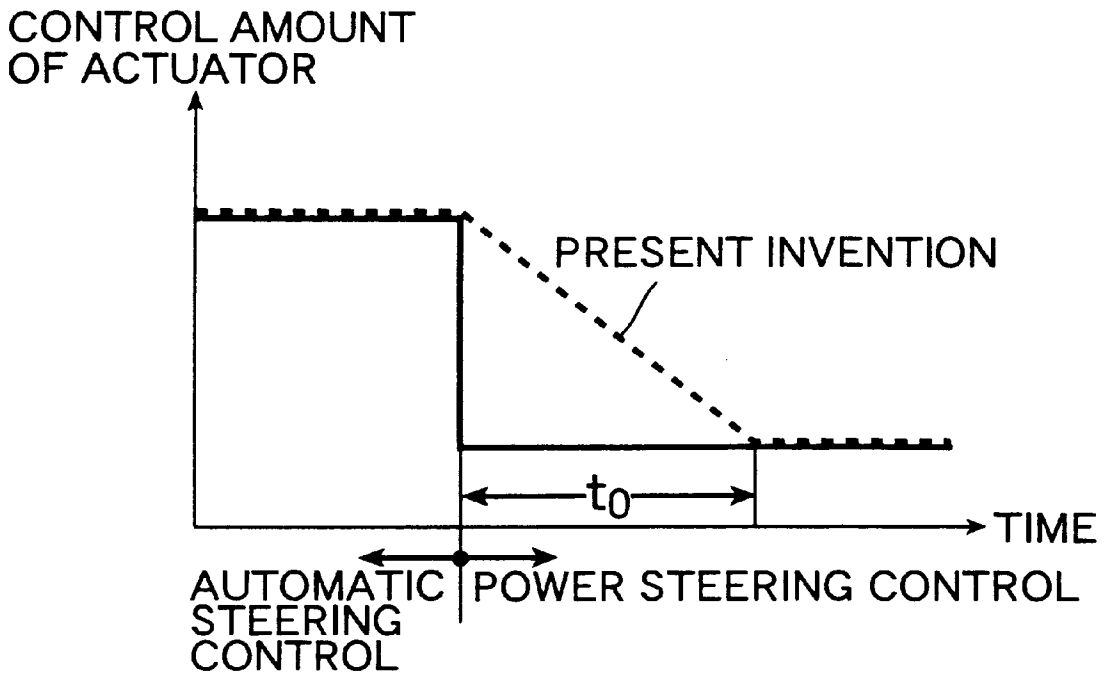 CONTROL AMOUNT
OF ACTUATOR
PRESENT INVENTION
t0
TIME
AUTOMATIC
STEERING
CONTROL
POWER STEERING CONTROL